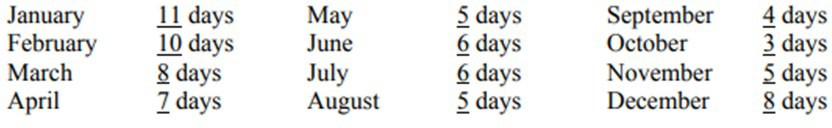 January 11 days May 5 days September 4 days
February 10 days June 6 days October 3 days
March 8 days July 6 days November 5 days
April 7 days August 5 days December 8 days